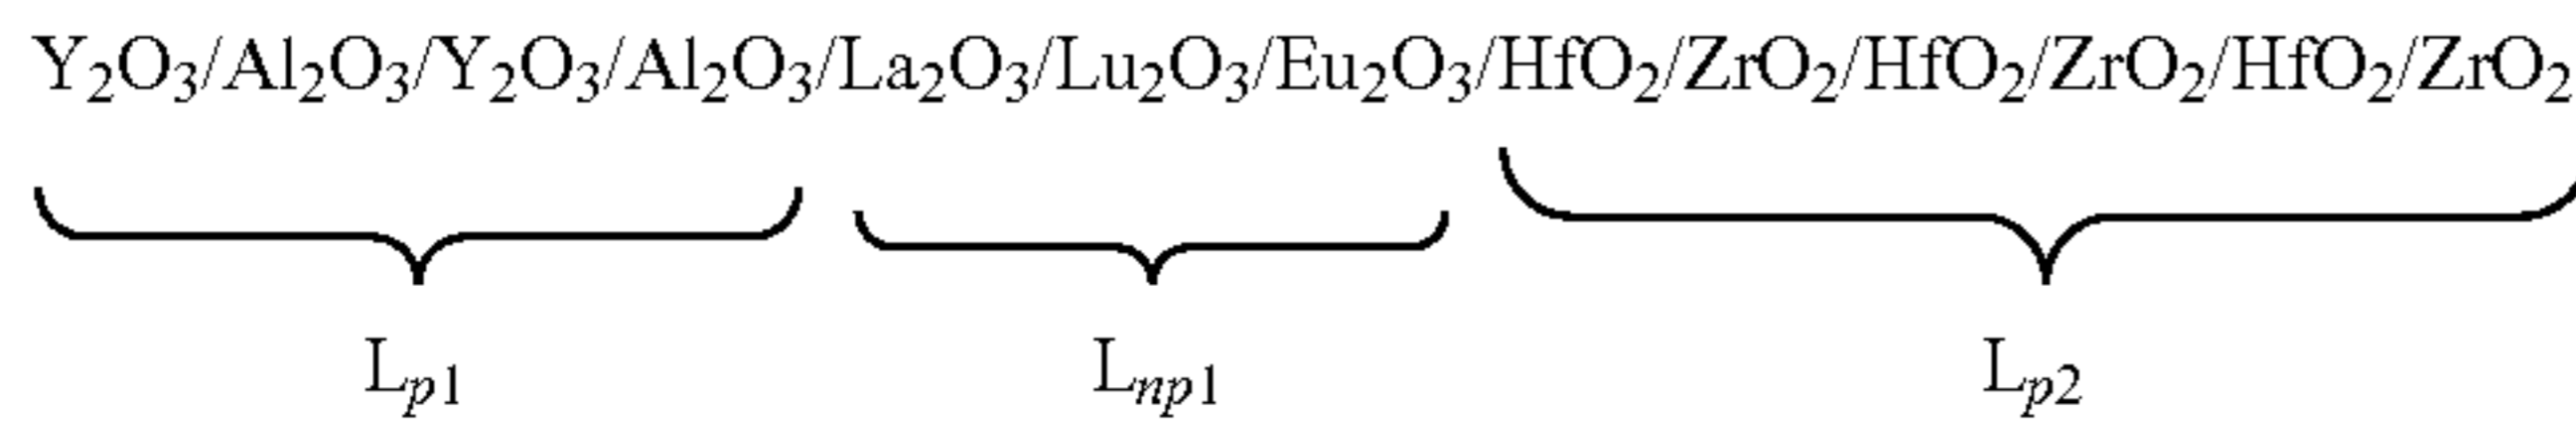 Y₂O₃/Al₂O₃/Y₂O₃/Al₂O₃/La₂O₃/Lu₂O₃/Eu₂O₃/HfO₂/ZrO₂/HfO₂/ZrO₂/HfO₂/ZrO₂
Lₚ₁ Lₙₚ₁ Lₚ₂